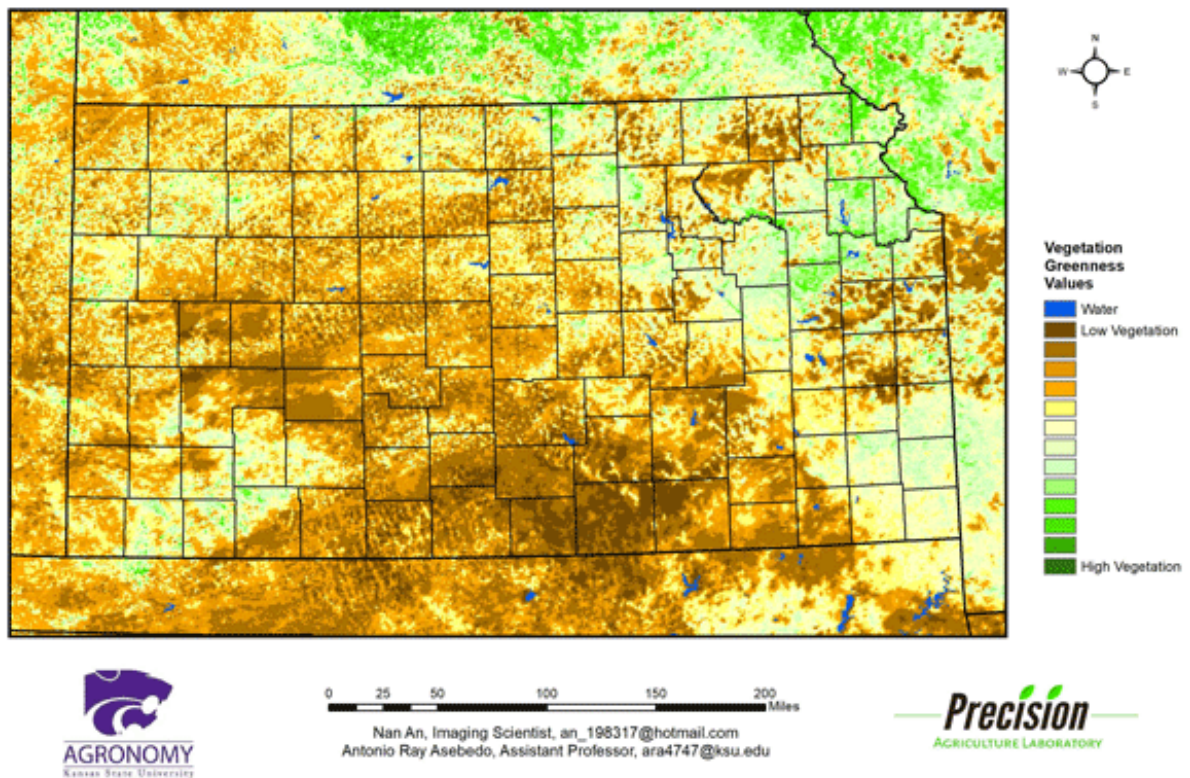 N
W E
S
Vegetation
Greenness
Values
Water
Low Vegetation
High Vegetation
0 25 50 100 150 200
Miles
Nan An, Imaging Scientist, an_198317@hotmail.com
Antonio Ray Asebedo, Assistant Professor, ara4747@ksu.edu
AGRONOMY
Kansas State University
Precision
AGRICULTURE LABORATORY